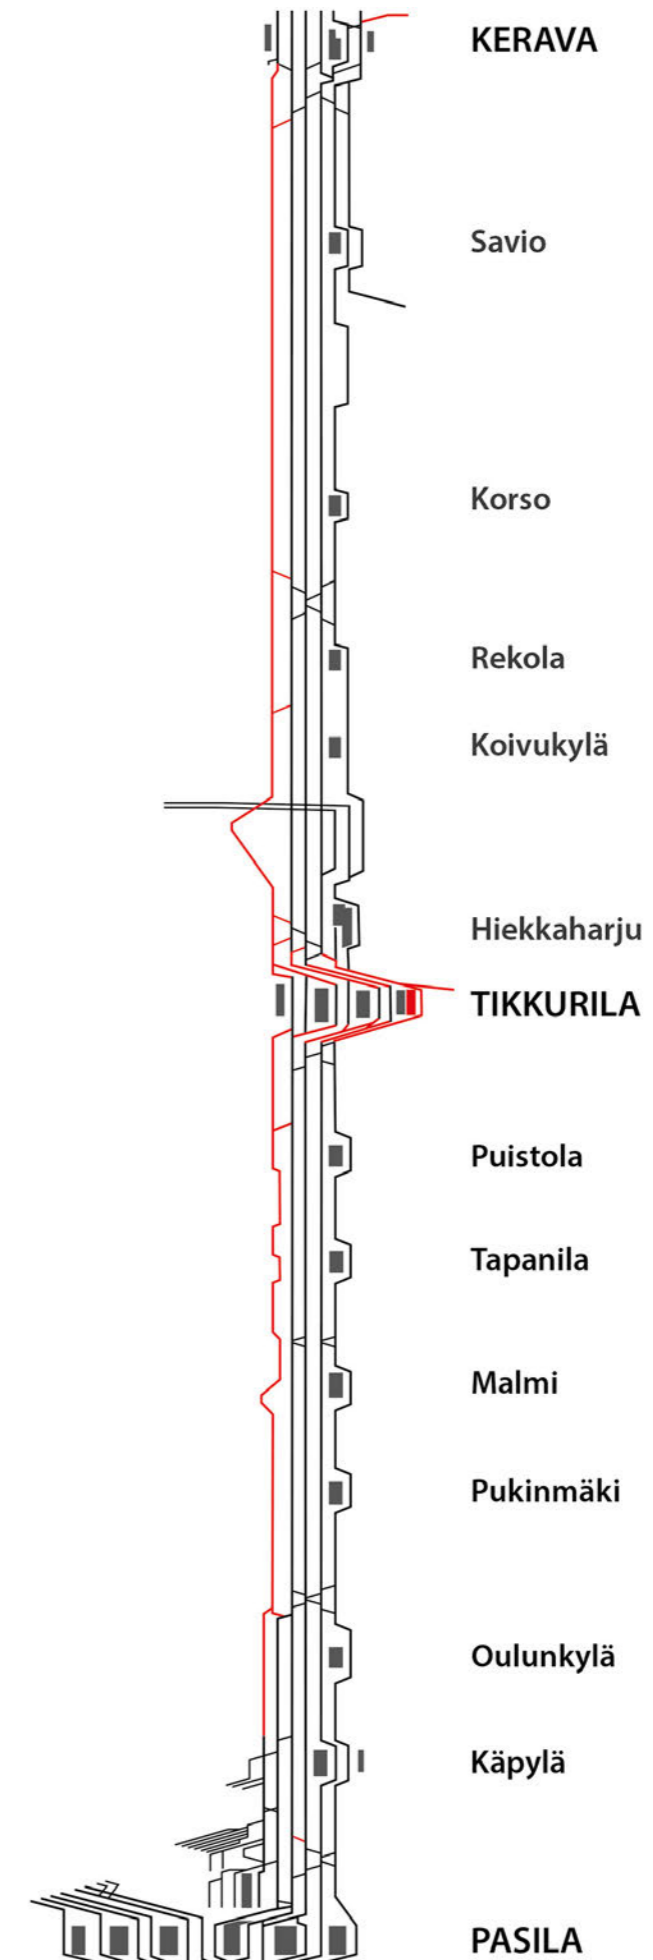 KERAVA
Savio
Korso
Rekola
Koivukylä
Hiekkaharju
TIKKURILA
Puistola
Tapanila
Malmi
Pukinmäki
Oulunkylä
Käpylä
PASILA